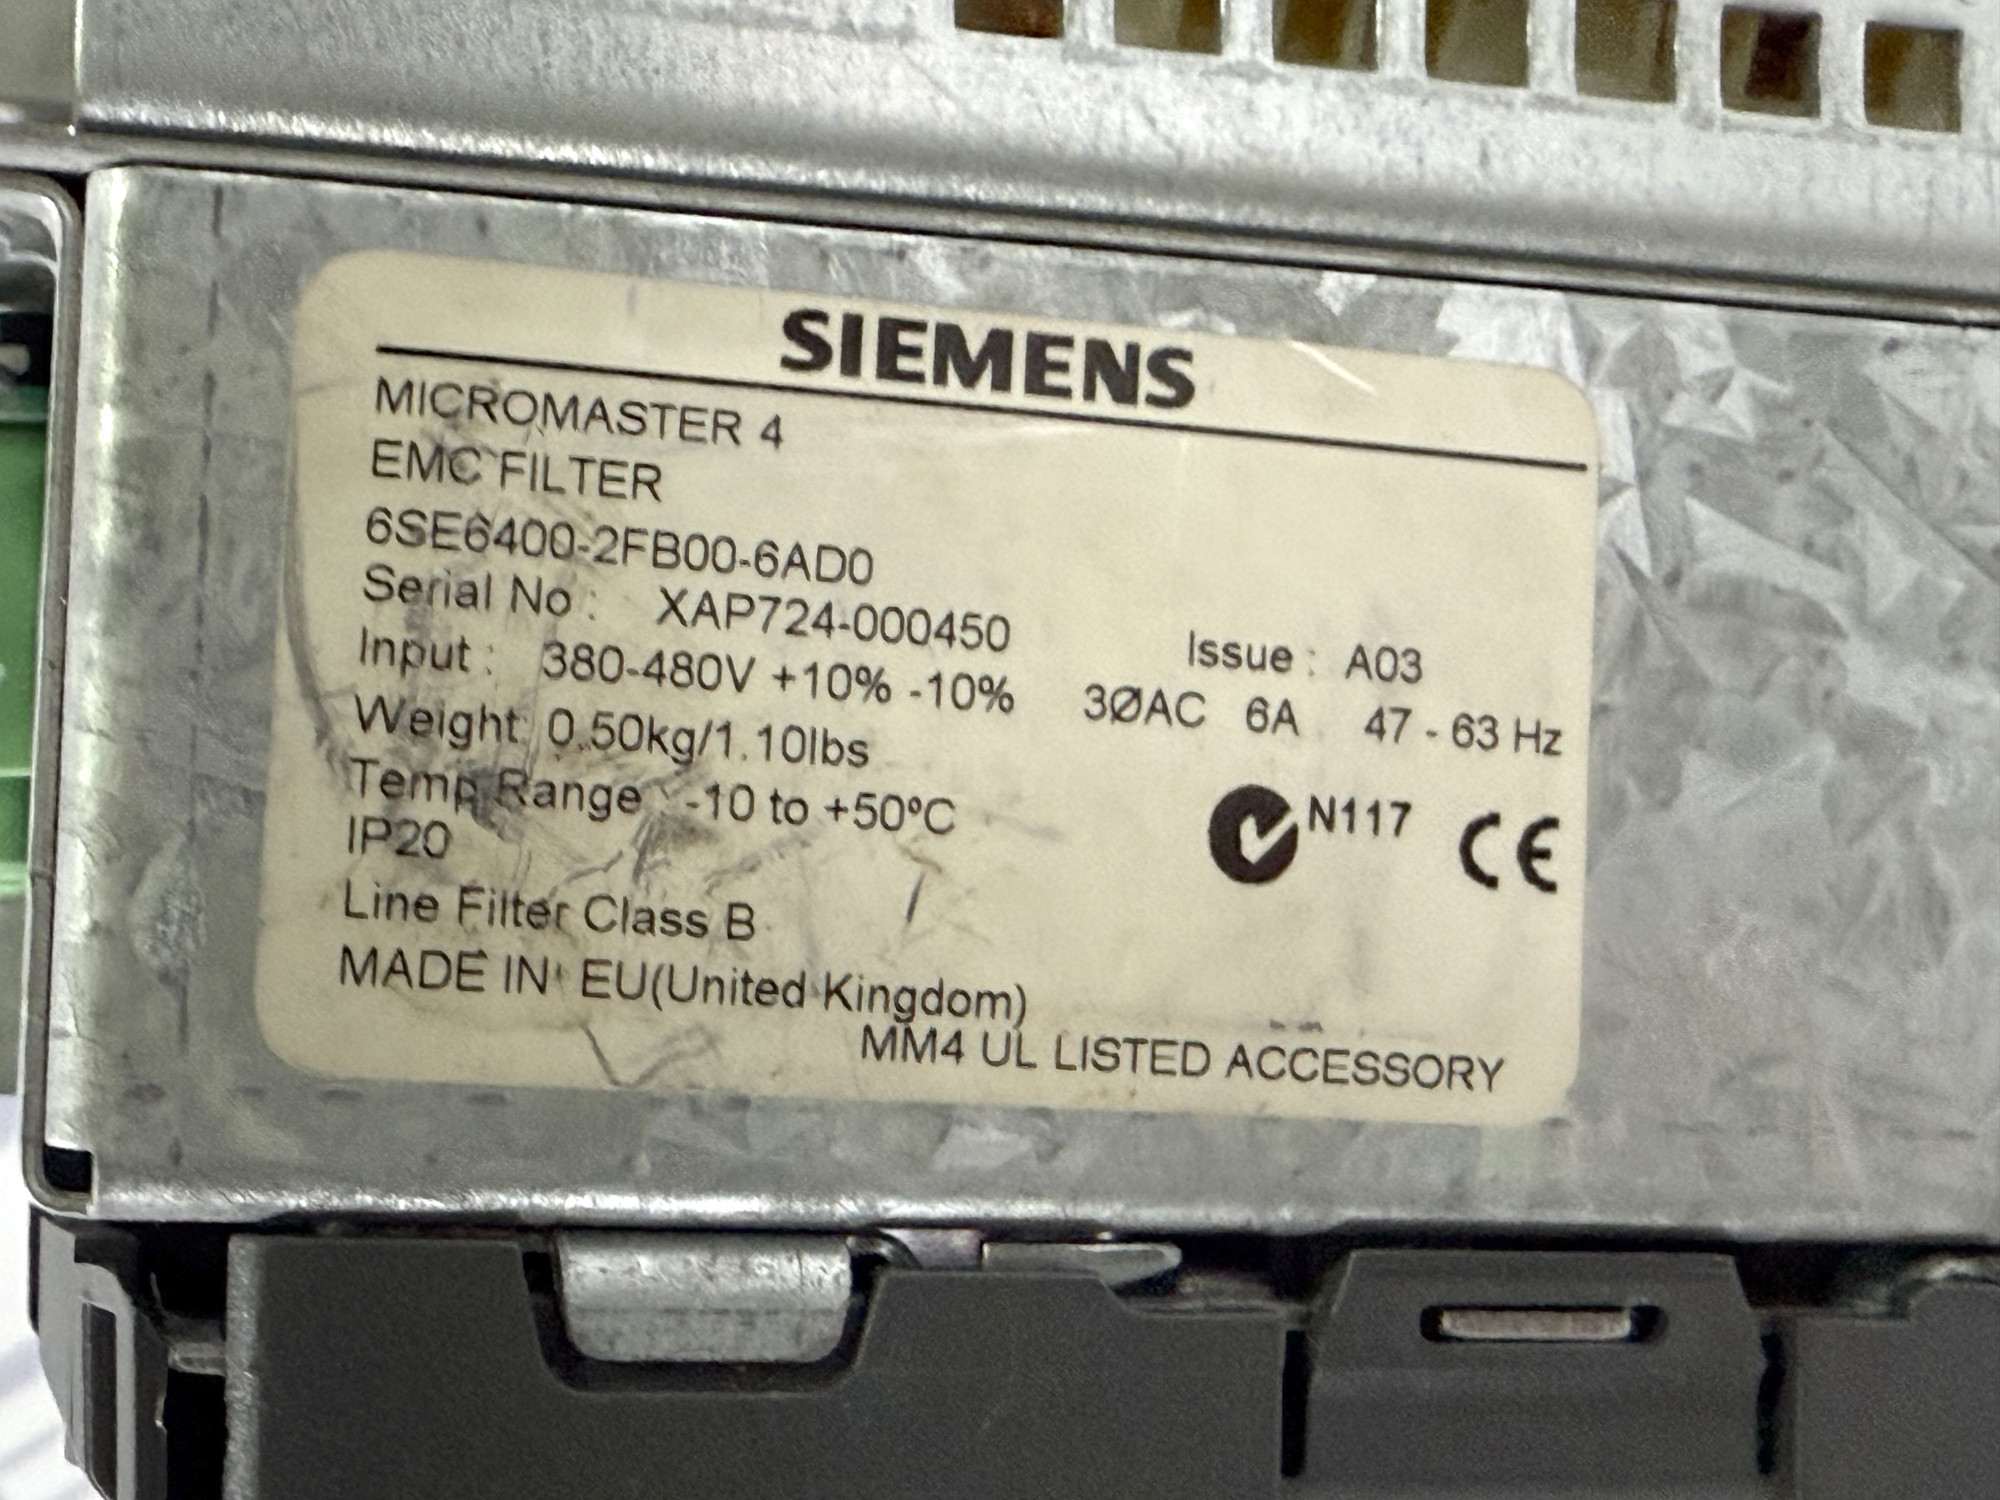 SIEMENS
MICROMASTER 4
EMC FILTER
6SE6400-2FB00-6AD0
Serial No : XAP724-000450 Issue : A03
Input : 380-480V +10% -10% 3ØAC 6A 47 - 63 Hz
Weight: 0.50kg/1.10lbs
Temp Range : -10 to +50ºC
N117 CE
IP20
Line Filter Class B
MADE IN EU(United Kingdom)
MM4 UL LISTED ACCESSORY